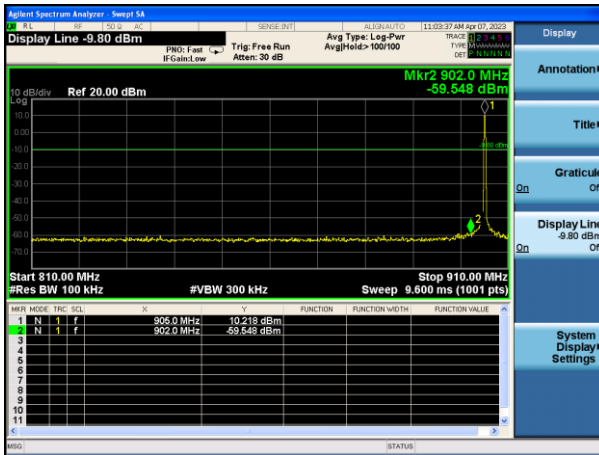 Agilent Spectrum Analyzer - Swept SA
RL RF 50 Ω AC SENSE:INT ALIGNAUTO 11:03:37 AM Apr 07, 2023
Display Line -9.80 dBm
PNO: Fast
IFGain:Low
Trig: Free Run
Atten: 30 dB
Avg Type: Log-Pwr
Avg|Hold:>100/100
TRACE 1 2 3 4 5
TYPE M
DET P N N N N N
Mkr2 902.0 MHz
-59.548 dBm
10 dB/div Ref 20.00 dBm
Log
10.0
0.00
-10.0
-20.0
-30.0
-40.0
-50.0
-60.0
-70.0
1
-9.80 dBm
2
Start 810.00 MHz
#Res BW 100 kHz
#VBW 300 kHz
Stop 910.00 MHz
Sweep 9.600 ms (1001 pts)
MKR MODE TRC SCL X Y FUNCTION FUNCTION WIDTH FUNCTION VALUE
1 N 1 f 905.0 MHz 10.218 dBm
2 N 1 f 902.0 MHz -59.548 dBm
3
4
5
6
7
8
9
10
11
MSG STATUS
Display
Annotation
Title
Graticul
On Of
Display Line
-9.80 dBm
On Of
System
Display
Settings